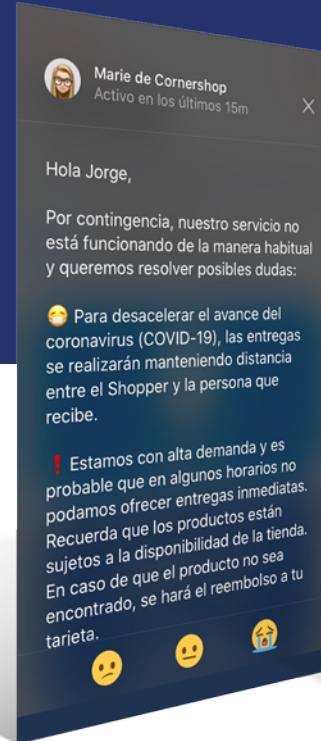 Marie de Cornershop
Activo en los últimos 15m
Hola Jorge,
Por contingencia, nuestro servicio no
está funcionando de la manera habitual
y queremos resolver posibles dudas:
😷 Para desacelerar el avance del
coronavirus (COVID-19), las entregas
se realizarán manteniendo distancia
entre el Shopper y la persona que
recibe.
❗ Estamos con alta demanda y es
probable que en algunos horarios no
podamos ofrecer entregas inmediatas.
Recuerda que los productos están
sujetos a la disponibilidad de la tienda.
En caso de que el producto no sea
encontrado, se hará el reembolso a tu
tarjeta.